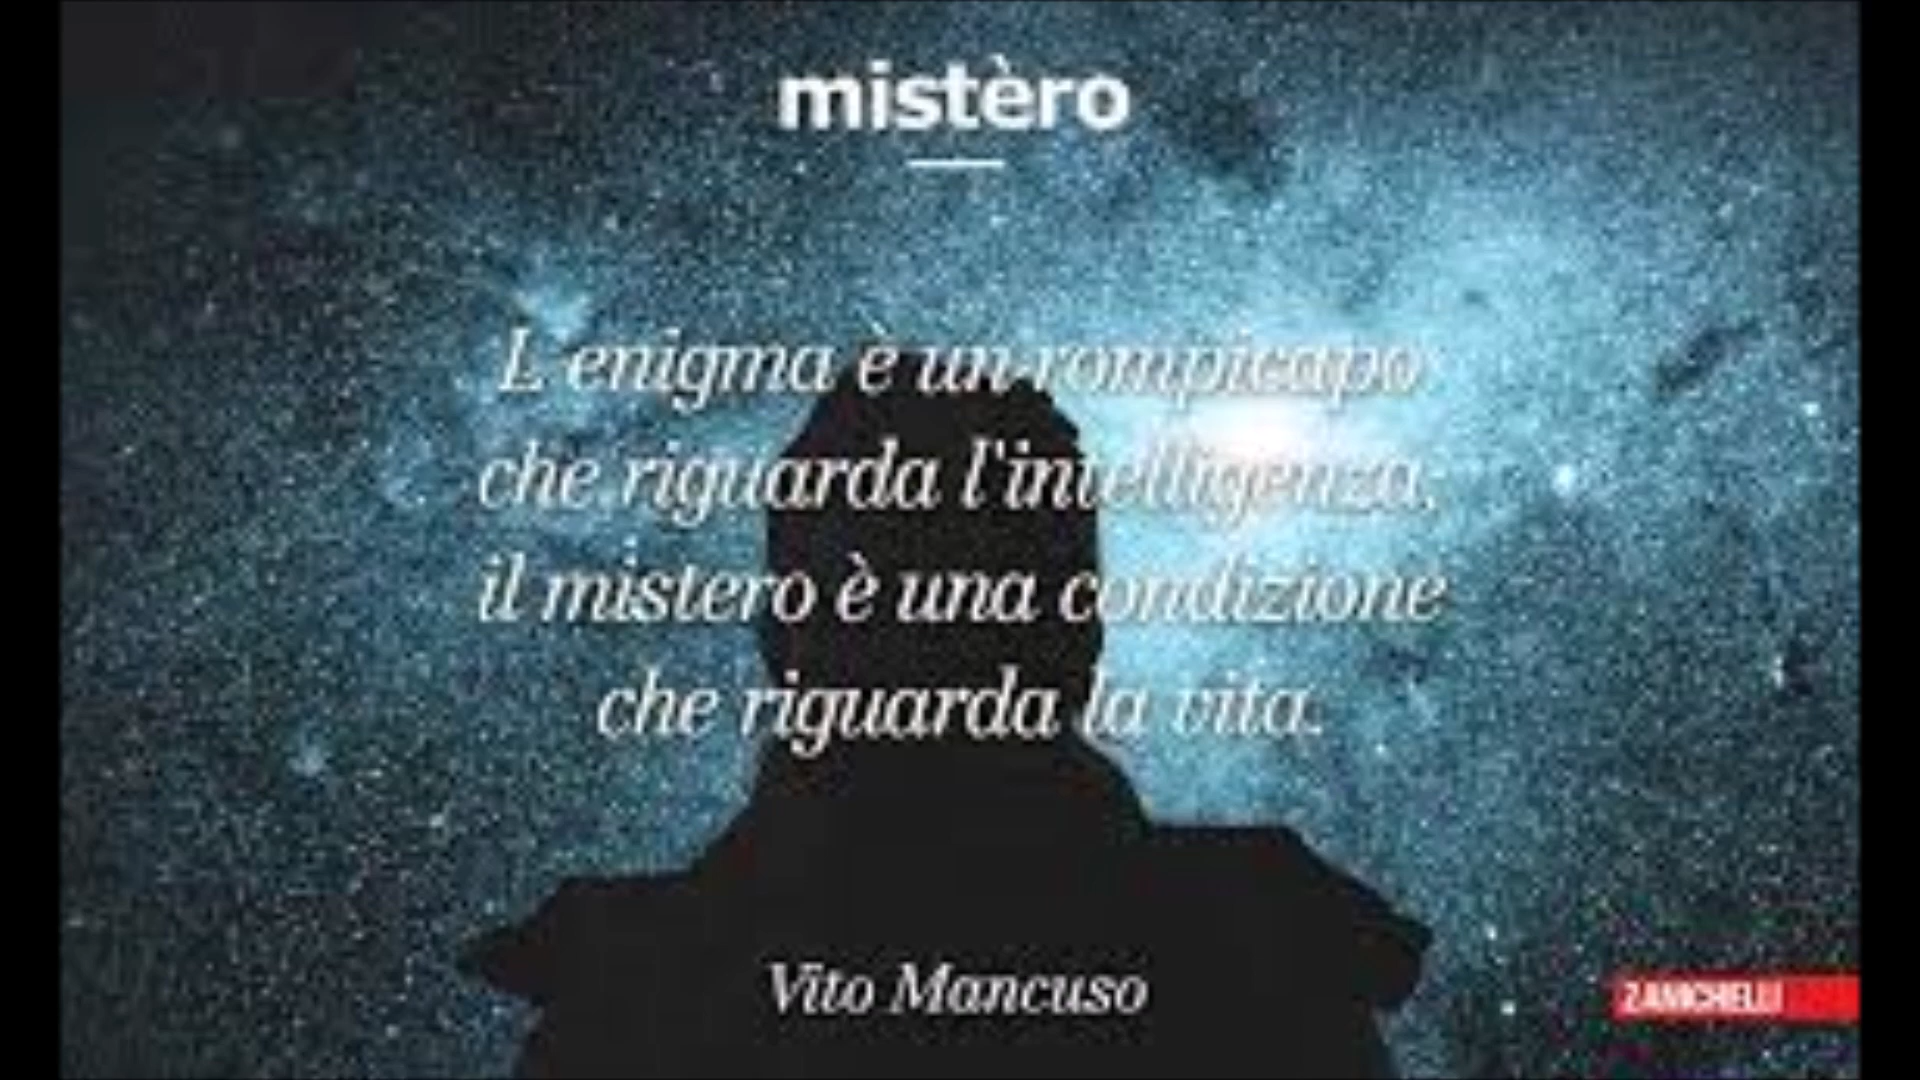 mistèro
L'enigma è un rompicapo
che riguarda l'intelligenza,
il mistero è una condizione
che riguarda la vita.
Vito Mancuso
ZANICHELLI